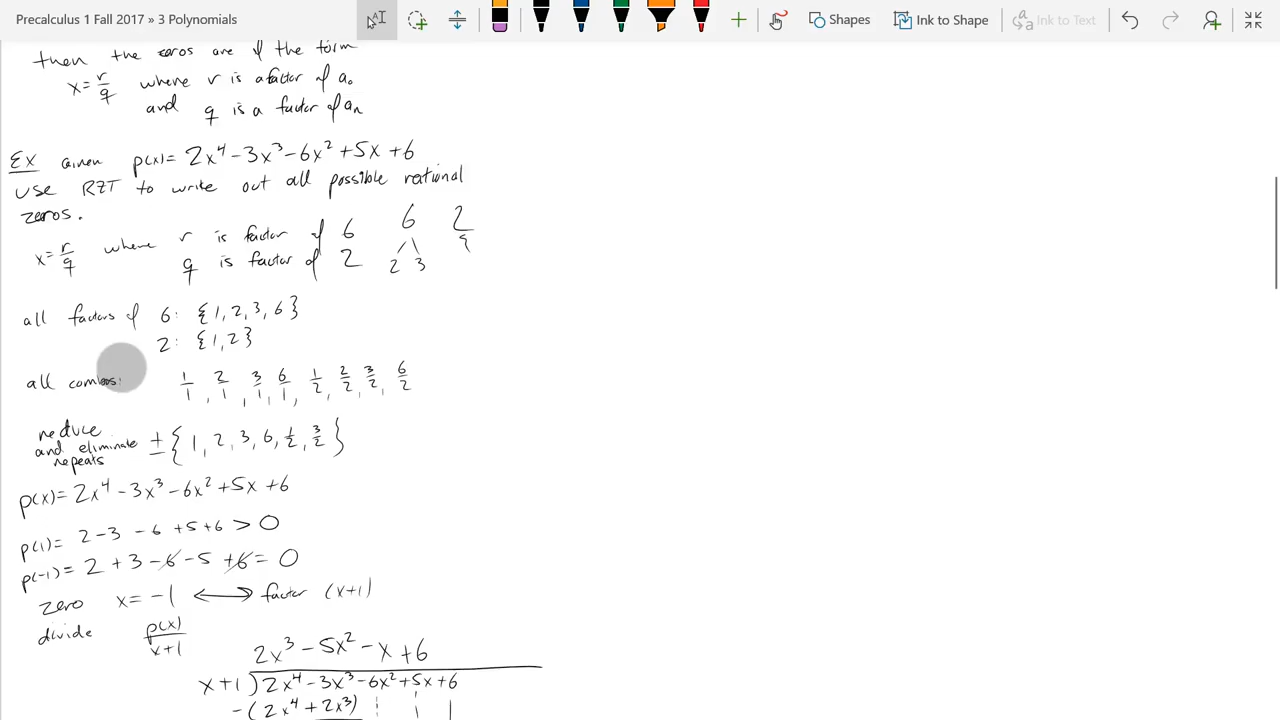 Precalculus 1 Fall 2017 » 3 Polynomials
Shapes
Ink to Shape
Ink to Text
then the zeros are of the form
x = r/q where r is a factor of a₀
and q is a factor of aₙ
Ex Given p(x) = 2x⁴ - 3x³ - 6x² + 5x + 6
Use RZT to write out all possible rational
zeros.
x = r/q where r is factor of 6
q is factor of 2
6 2
2 3
all factors of 6: {1, 2, 3, 6}
2: {1, 2}
all combos: 1/1, 2/1, 3/1, 6/1, 1/2, 2/2, 3/2, 6/2
reduce
and eliminate
repeats
± {1, 2, 3, 6, 1/2, 3/2}
p(x) = 2x⁴ - 3x³ - 6x² + 5x + 6
p(1) = 2 - 3 - 6 + 5 + 6 > 0
p(-1) = 2 + 3 - 6 - 5 + 6 = 0
zero x = -1 ⟷ factor (x+1)
divide p(x)/x+1
2x³ - 5x² - x + 6
x+1 ) 2x⁴ - 3x³ - 6x² + 5x + 6
-(2x⁴ + 2x³)